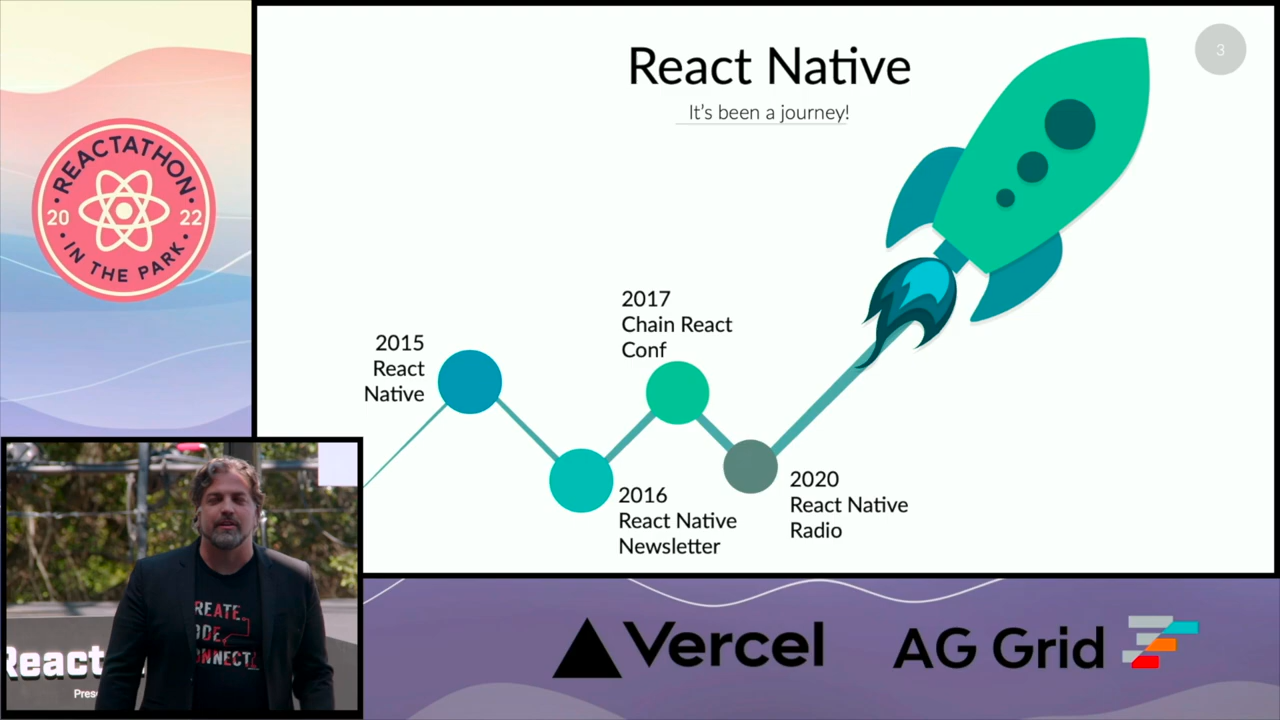 REACTATHON
20 22
IN THE PARK
React Native
It's been a journey!
3
2015
React
Native
2017
Chain React
Conf
2016
React Native
Newsletter
2020
React Native
Radio
REATE.
ODE
ONNECT
React
Prese
Vercel
AG Grid